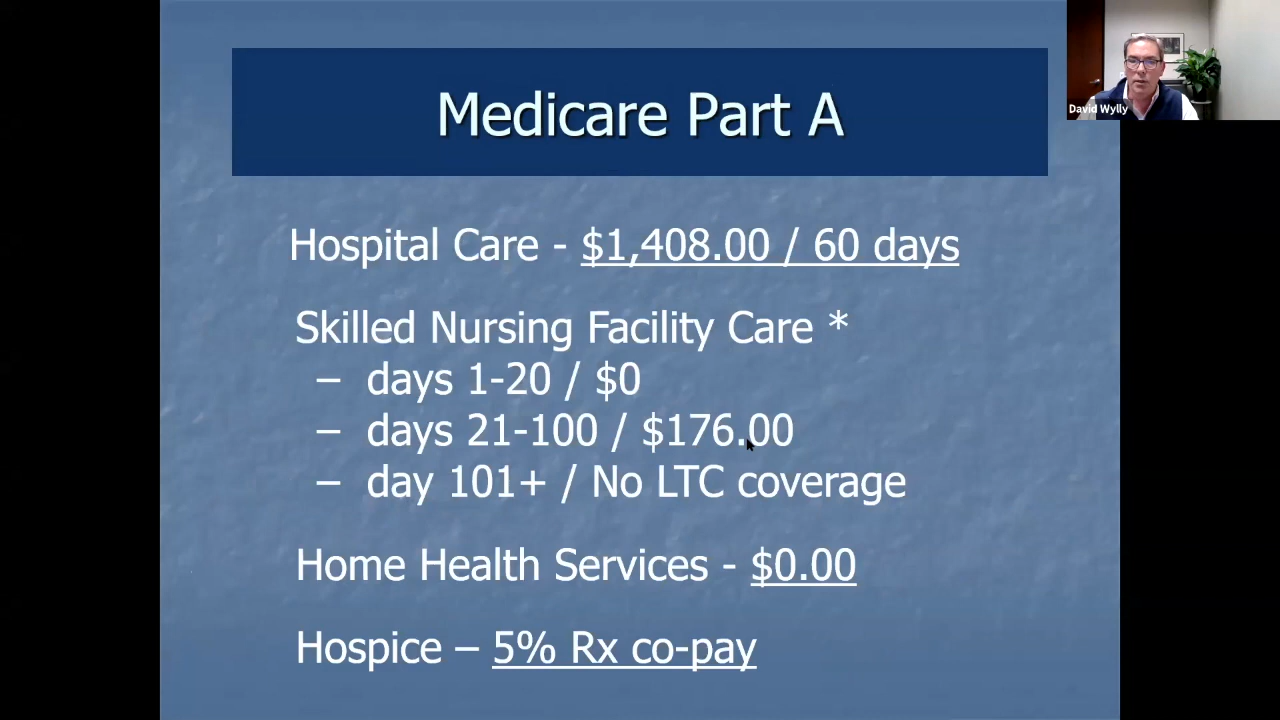 Medicare Part A
David Wylly
Hospital Care - $1,408.00 / 60 days
Skilled Nursing Facility Care *
– days 1-20 / $0
– days 21-100 / $176.00
– day 101+ / No LTC coverage
Home Health Services - $0.00
Hospice – 5% Rx co-pay